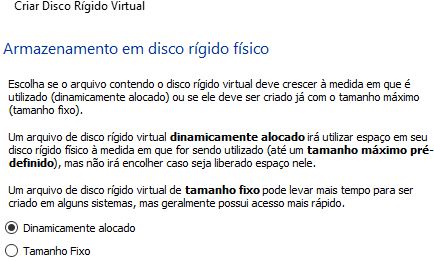 Criar Disco Rígido Virtual
Armazenamento em disco rígido físico
Escolha se o arquivo contendo o disco rígido virtual deve crescer à medida em que é
utilizado (dinamicamente alocado) ou se ele deve ser criado já com o tamanho máximo
(tamanho fixo).
Um arquivo de disco rígido virtual dinamicamente alocado irá utilizar espaço em seu
disco rígido físico à medida em que for sendo utilizado (até um tamanho máximo pré-
definido), mas não irá encolher caso seja liberado espaço nele.
Um arquivo de disco rígido virtual de tamanho fixo pode levar mais tempo para ser
criado em alguns sistemas, mas geralmente possui acesso mais rápido.
Dinamicamente alocado
Tamanho Fixo